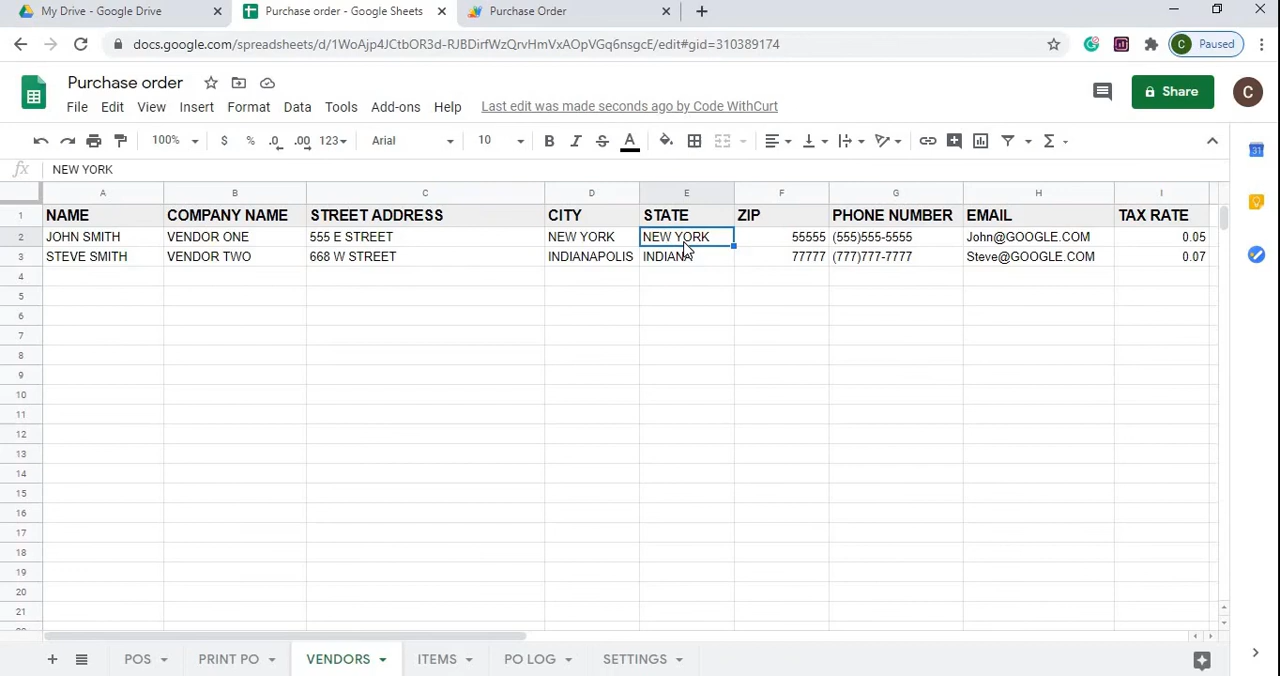 My Drive - Google Drive
Purchase order - Google Sheets
Purchase Order
docs.google.com/spreadsheets/d/1WoAjp4JCtbOR3d-RJBDirfWzQrvHmVxAOpVGq6nsgcE/edit#gid=310389174
C Paused
Purchase order
File Edit View Insert Format Data Tools Add-ons Help Last edit was made seconds ago by Code WithCurt
Share
C
100% $ % .0 .00 123 Arial 10 B I S A
fx NEW YORK
A B C D E F G H I
1 NAME COMPANY NAME STREET ADDRESS CITY STATE ZIP PHONE NUMBER EMAIL TAX RATE
2 JOHN SMITH VENDOR ONE 555 E STREET NEW YORK NEW YORK 55555 (555)555-5555 John@GOOGLE.COM 0.05
3 STEVE SMITH VENDOR TWO 668 W STREET INDIANAPOLIS INDIANA 77777 (777)777-7777 Steve@GOOGLE.COM 0.07
4
5
6
7
8
9
10
11
12
13
14
15
16
17
18
19
20
21
POS PRINT PO VENDORS ITEMS PO LOG SETTINGS
31